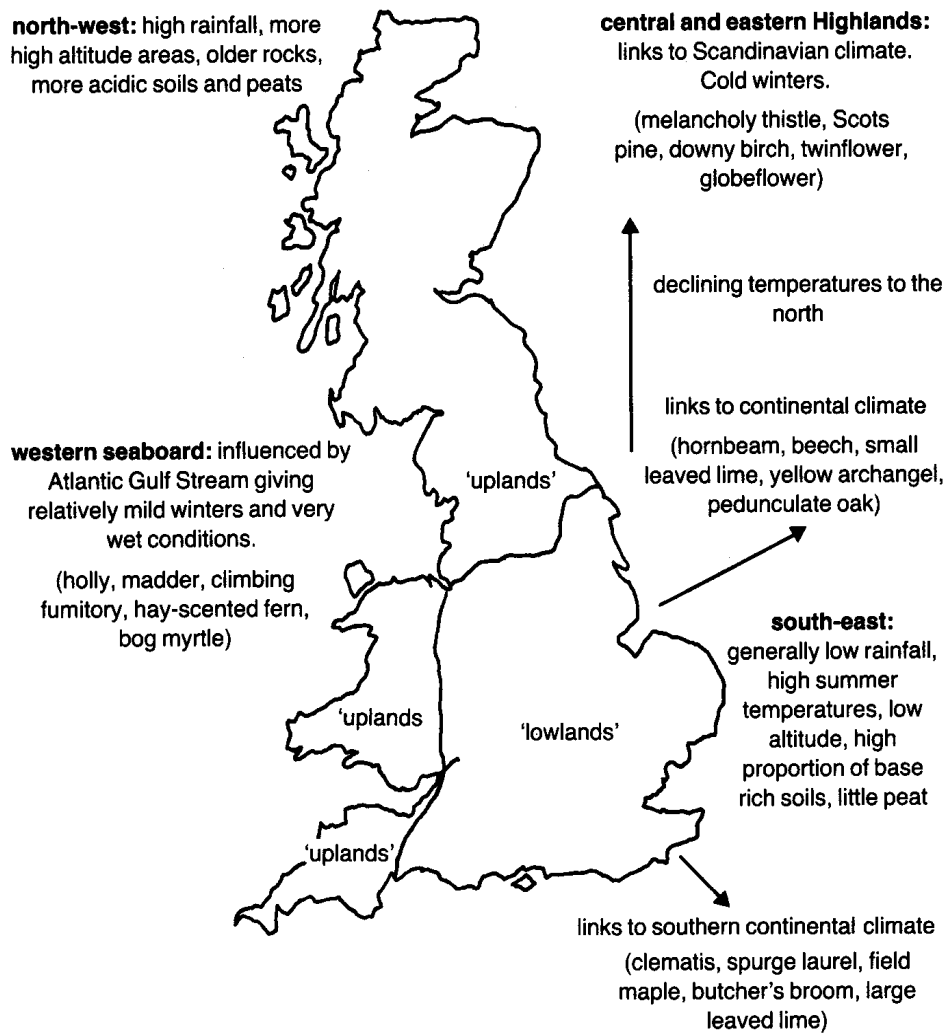 north-west: high rainfall, more
high altitude areas, older rocks,
more acidic soils and peats
central and eastern Highlands:
links to Scandinavian climate.
Cold winters.
(melancholy thistle, Scots
pine, downy birch, twinflower,
globeflower)
declining temperatures to the
north
links to continental climate
(hornbeam, beech, small
leaved lime, yellow archangel,
pedunculate oak)
western seaboard: influenced by
Atlantic Gulf Stream giving
relatively mild winters and very
wet conditions.
(holly, madder, climbing
fumitory, hay-scented fern,
bog myrtle)
'uplands'
south-east:
generally low rainfall,
high summer
temperatures, low
altitude, high
proportion of base
rich soils, little peat
'uplands
'lowlands'
'uplands'
links to southern continental climate
(clematis, spurge laurel, field
maple, butcher's broom, large
leaved lime)